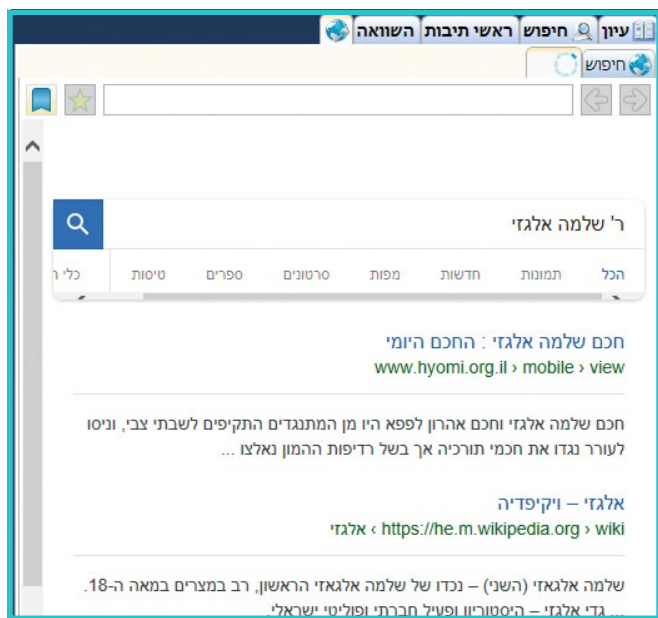 עיון חיפוש ראשי תיבות השוואה
חיפוש
ר' שלמה אלגזי
הכל תמונות חדשות מפות סרטונים ספרים טיסות כלי ח
חכם שלמה אלגזי : החכם היומי
www.hyomi.org.il › mobile › view
חכם שלמה אלגזי וחכם אהרון לפפא היו מן המתנגדים התקיפים לשבתי צבי, וניסו
לעורר נגדו את חכמי תורכיה אך בשל רדיפות ההמון נאלצו ...
אלגזי – ויקיפדיה
https://he.m.wikipedia.org › wiki › אלגזי
שלמה אלגאזי (השני) – נכדו של שלמה אלגאזי הראשון, רב במצרים במאה ה-18.
... גדי אלגזי – היסטוריון ופעיל חברתי ופוליטי ישראלי.